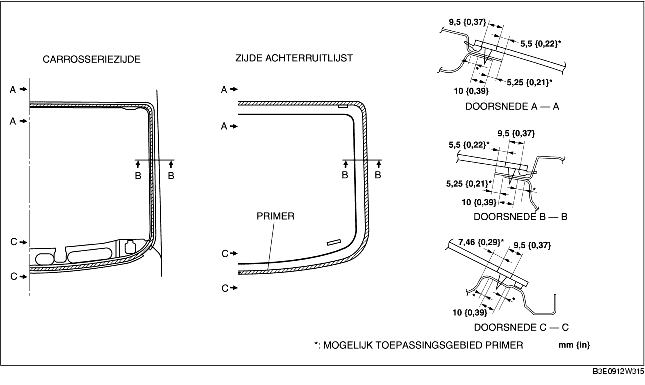 CARROSSERIEZIJDE
ZIJDE ACHTERRUITLIJST
A
A
B B
C
C
A
A
B B
PRIMER
C
C
9,5 {0,37}
5,5 {0,22}*
*
5,25 {0,21}*
10 {0,39}
DOORSNEDE A — A
9,5 {0,37}
5,5 {0,22}*
5,25 {0,21}*
*
10 {0,39}
DOORSNEDE B — B
7,46 {0,29}*
9,5 {0,37}
*
*
10 {0,39}
DOORSNEDE C — C
*: MOGELIJK TOEPASSINGSGEBIED PRIMER mm {in}
B3E0912W315